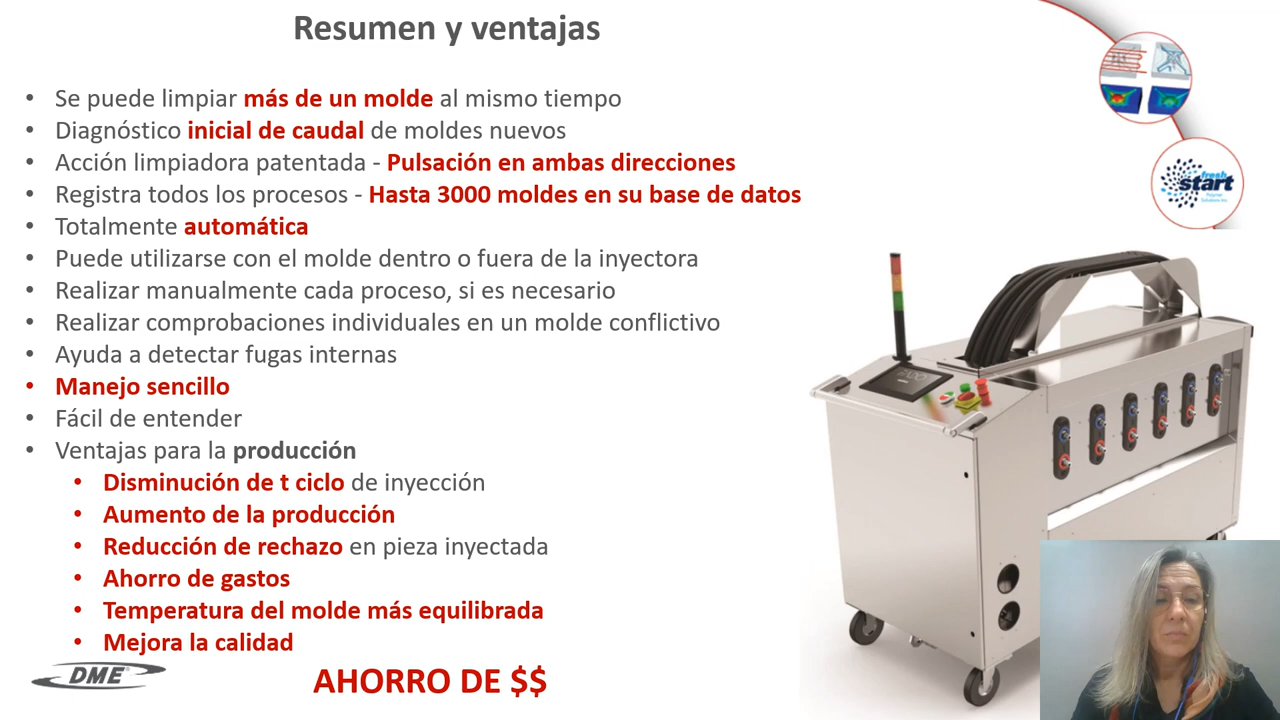 Resumen y ventajas
• Se puede limpiar más de un molde al mismo tiempo
• Diagnóstico inicial de caudal de moldes nuevos
• Acción limpiadora patentada - Pulsación en ambas direcciones
• Registra todos los procesos - Hasta 3000 moldes en su base de datos
• Totalmente automática
• Puede utilizarse con el molde dentro o fuera de la inyectora
• Realizar manualmente cada proceso, si es necesario
• Realizar comprobaciones individuales en un molde conflictivo
• Ayuda a detectar fugas internas
• Manejo sencillo
• Fácil de entender
• Ventajas para la producción
• Disminución de t ciclo de inyección
• Aumento de la producción
• Reducción de rechazo en pieza inyectada
• Ahorro de gastos
• Temperatura del molde más equilibrada
• Mejora la calidad
AHORRO DE $$
DME®
fresh
start